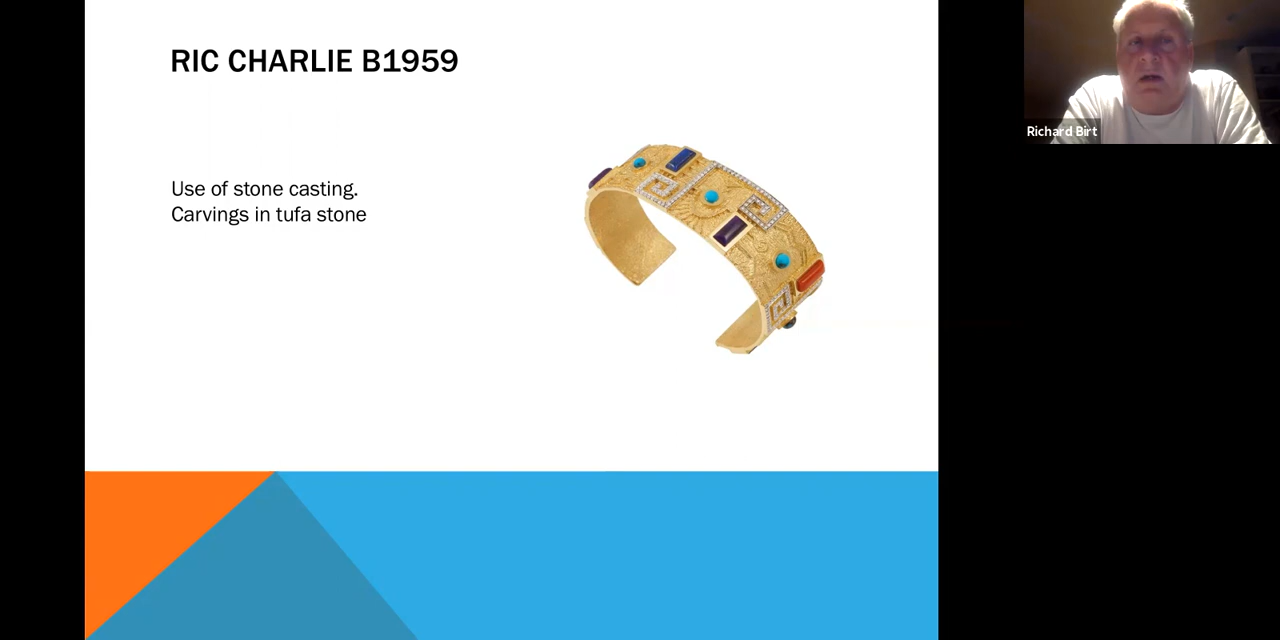 RIC CHARLIE B1959
Use of stone casting.
Carvings in tufa stone
Richard Birt